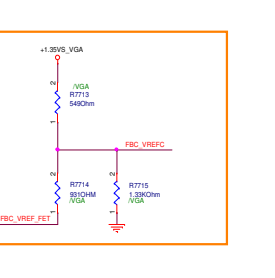 +1.35VS_VGA
2
/VGA
R7713
549Ohm
1
FBC_VREFC
2
2
R7714
R7715
931OHM
1.33KOhm
/VGA
/VGA
1
1
FBC_VREF_FET